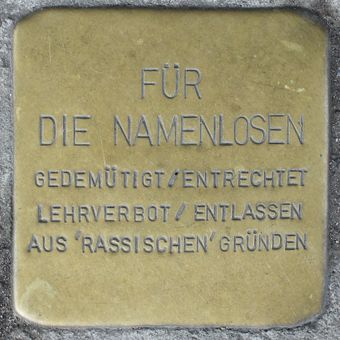 FÜR
DIE NAMENLOSEN
GEDEMÜTIGT/ENTRECHTET
LEHRVERBOT/ ENTLASSEN
AUS 'RASSISCHEN' GRÜNDEN